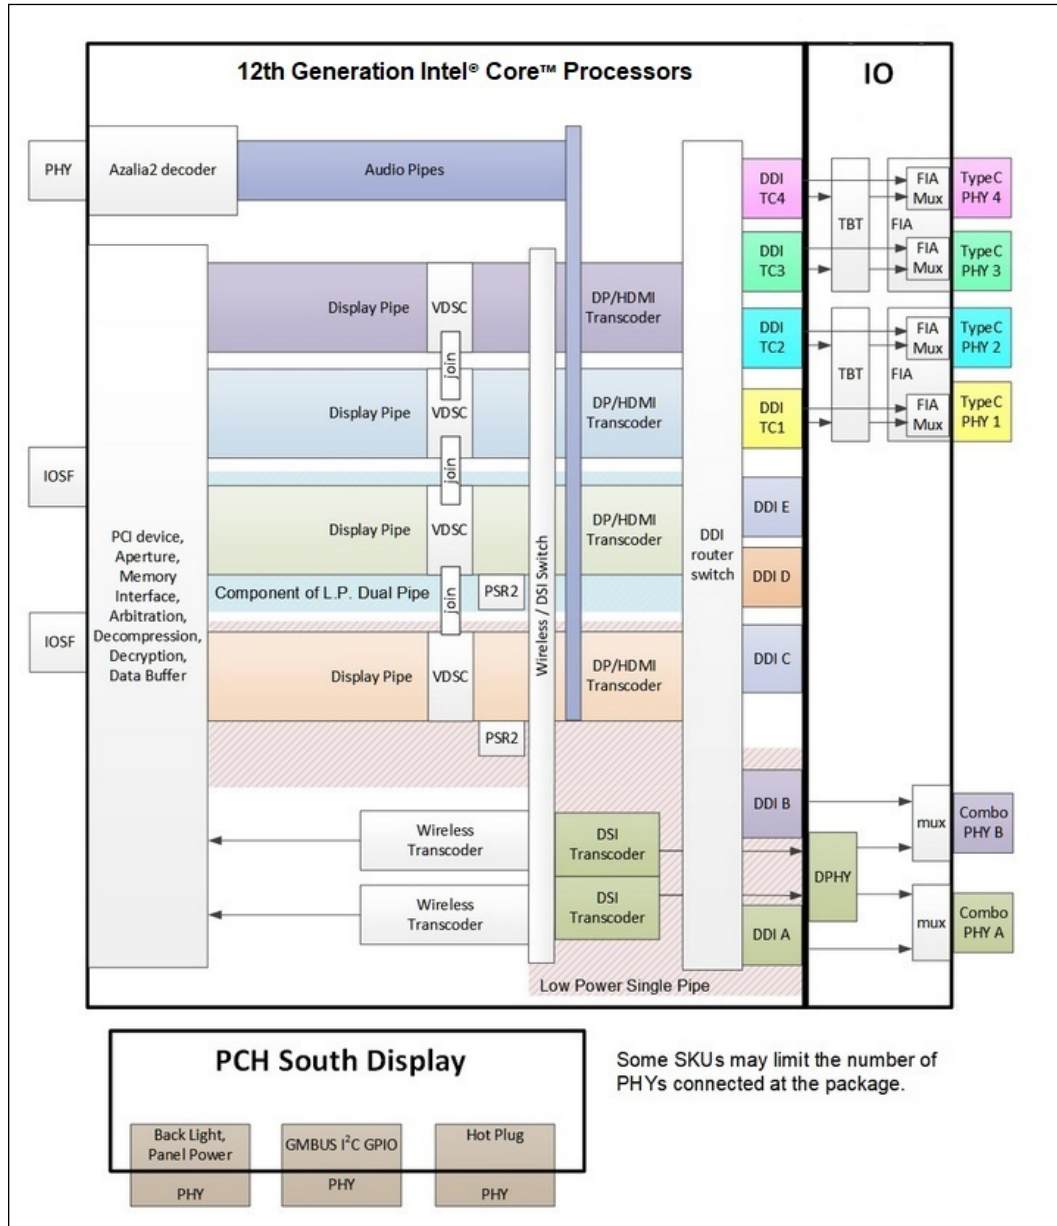 12th Generation Intel® Core™ Processors
IO
PHY
Azalia2 decoder
Audio Pipes
DDI
TC4
TBT
FIA
FIA
Mux
TypeC
PHY 4
DDI
TC3
FIA
Mux
TypeC
PHY 3
Display Pipe
VDSC
DP/HDMI
Transcoder
join
DDI
TC2
TBT
FIA
FIA
Mux
TypeC
PHY 2
Display Pipe
VDSC
DP/HDMI
Transcoder
join
DDI
TC1
FIA
Mux
TypeC
PHY 1
IOSF
Display Pipe
VDSC
DP/HDMI
Transcoder
DDI E
PCI device,
Aperture,
Memory
Interface,
Arbitration,
Decompression,
Decryption,
Data Buffer
DDI
router
switch
DDI D
Component of L.P. Dual Pipe
join
PSR2
Wireless / DSI Switch
IOSF
Display Pipe
VDSC
DP/HDMI
Transcoder
DDI C
PSR2
DDI B
mux
Combo
PHY B
Wireless
Transcoder
DSI
Transcoder
DPHY
Wireless
Transcoder
DSI
Transcoder
DDI A
mux
Combo
PHY A
Low Power Single Pipe
PCH South Display
Some SKUs may limit the number of
PHYs connected at the package.
Back Light,
Panel Power
PHY
GMBUS I²C GPIO
PHY
Hot Plug
PHY